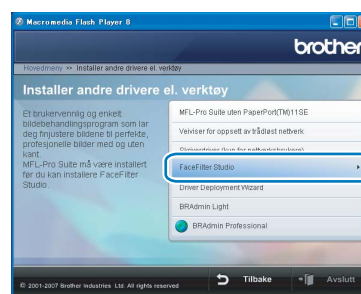 Macromedia Flash Player 8
brother
Hovedmeny >> Installer andre drivere el. verktøy
Installer andre drivere el. verktøy
Et brukervennlig og enkelt
bildebehandlingsprogram som lar
deg finjustere bildene til perfekte,
profesjonelle bilder med og uten
kant.
MFL-Pro Suite må være installert
før du kan installere FaceFilter
Studio.
MFL-Pro Suite uten PaperPort(TM)11SE
Veiviser for oppsett av trådløst nettverk
Skriverdriver (kun for nettverksbrukere)
FaceFilter Studio
Driver Deployment Wizard
BRAdmin Light
BRAdmin Professional
© 2001-2007 Brother Industries Ltd. All rights reserved
Tilbake
Avslutt